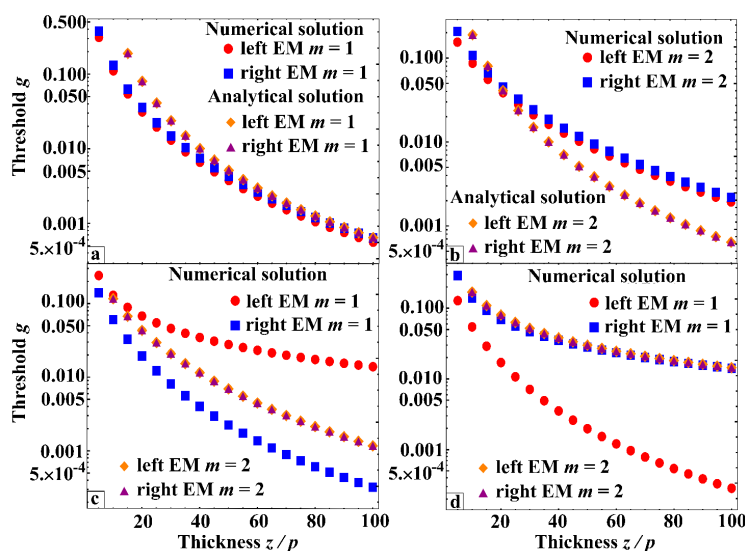 Threshold g
0.500
0.100
0.050
0.010
0.005
0.001
5.×10⁻⁴
Numerical solution
left EM m = 1
right EM m = 1
Analytical solution
left EM m = 1
right EM m = 1
a
0.100
0.050
0.010
0.005
0.001
5.×10⁻⁴
Numerical solution
left EM m = 2
right EM m = 2
Analytical solution
left EM m = 2
right EM m = 2
b
Threshold g
0.100
0.050
0.010
0.005
0.001
5.×10⁻⁴
Numerical solution
left EM m = 1
right EM m = 1
left EM m = 2
right EM m = 2
c
20 40 60 80 100
Thickness z / p
0.100
0.050
0.010
0.005
0.001
5.×10⁻⁴
Numerical solution
left EM m = 1
right EM m = 1
left EM m = 2
right EM m = 2
d
20 40 60 80 100
Thickness z / p